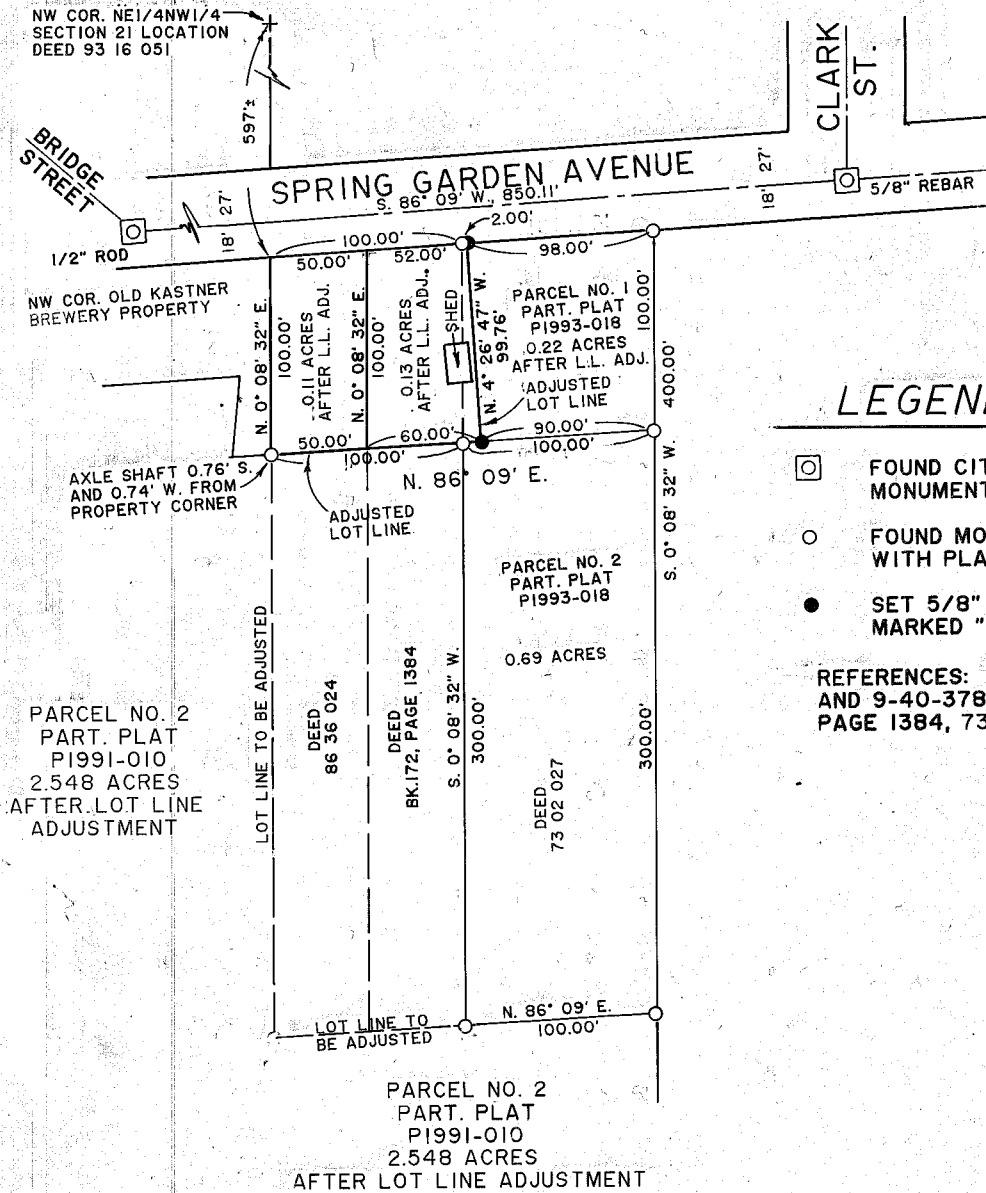 NW COR. NE1/4NW1/4
SECTION 21 LOCATION
DEED 93 16 051
597'±
CLARK
ST.
BRIDGE
STREET
SPRING GARDEN AVENUE
S. 86° 09' W., 850.11'
18' 27'
18' 27'
5/8" REBAR
1/2" ROD
2.00'
100.00'
50.00'
52.00'
98.00'
NW COR. OLD KASTNER
BREWERY PROPERTY
N. 0° 08' 32" E.
100.00'
0.11 ACRES
AFTER L.L. ADJ.
N. 0° 08' 32" E.
100.00'
0.13 ACRES
AFTER L.L. ADJ.
SHED
N. 4° 26' 47" W.
99.76'
PARCEL NO. 1
PART. PLAT
P1993-018
0.22 ACRES
AFTER L.L. ADJ.
ADJUSTED
LOT LINE
100.00'
400.00'
S. 0° 08' 32" W.
50.00'
60.00'
90.00'
100.00'
100.00'
N. 86° 09' E.
AXLE SHAFT 0.76' S.
AND 0.74' W. FROM
PROPERTY CORNER
ADJUSTED
LOT LINE
LEGEN
FOUND CIT
MONUMENT
FOUND MO
WITH PLA
SET 5/8"
MARKED "
REFERENCES:
AND 9-40-378
PAGE 1384, 73
PARCEL NO. 2
PART. PLAT
P1993-018
0.69 ACRES
LOT LINE TO BE ADJUSTED
DEED
86 36 024
DEED
BK.172, PAGE 1384
S. 0° 08' 32" W.
300.00'
DEED
73 02 027
300.00'
PARCEL NO. 2
PART. PLAT
P1991-010
2.548 ACRES
AFTER LOT LINE
ADJUSTMENT
LOT LINE TO
BE ADJUSTED
N. 86° 09' E.
100.00'
PARCEL NO. 2
PART. PLAT
P1991-010
2.548 ACRES
AFTER LOT LINE ADJUSTMENT